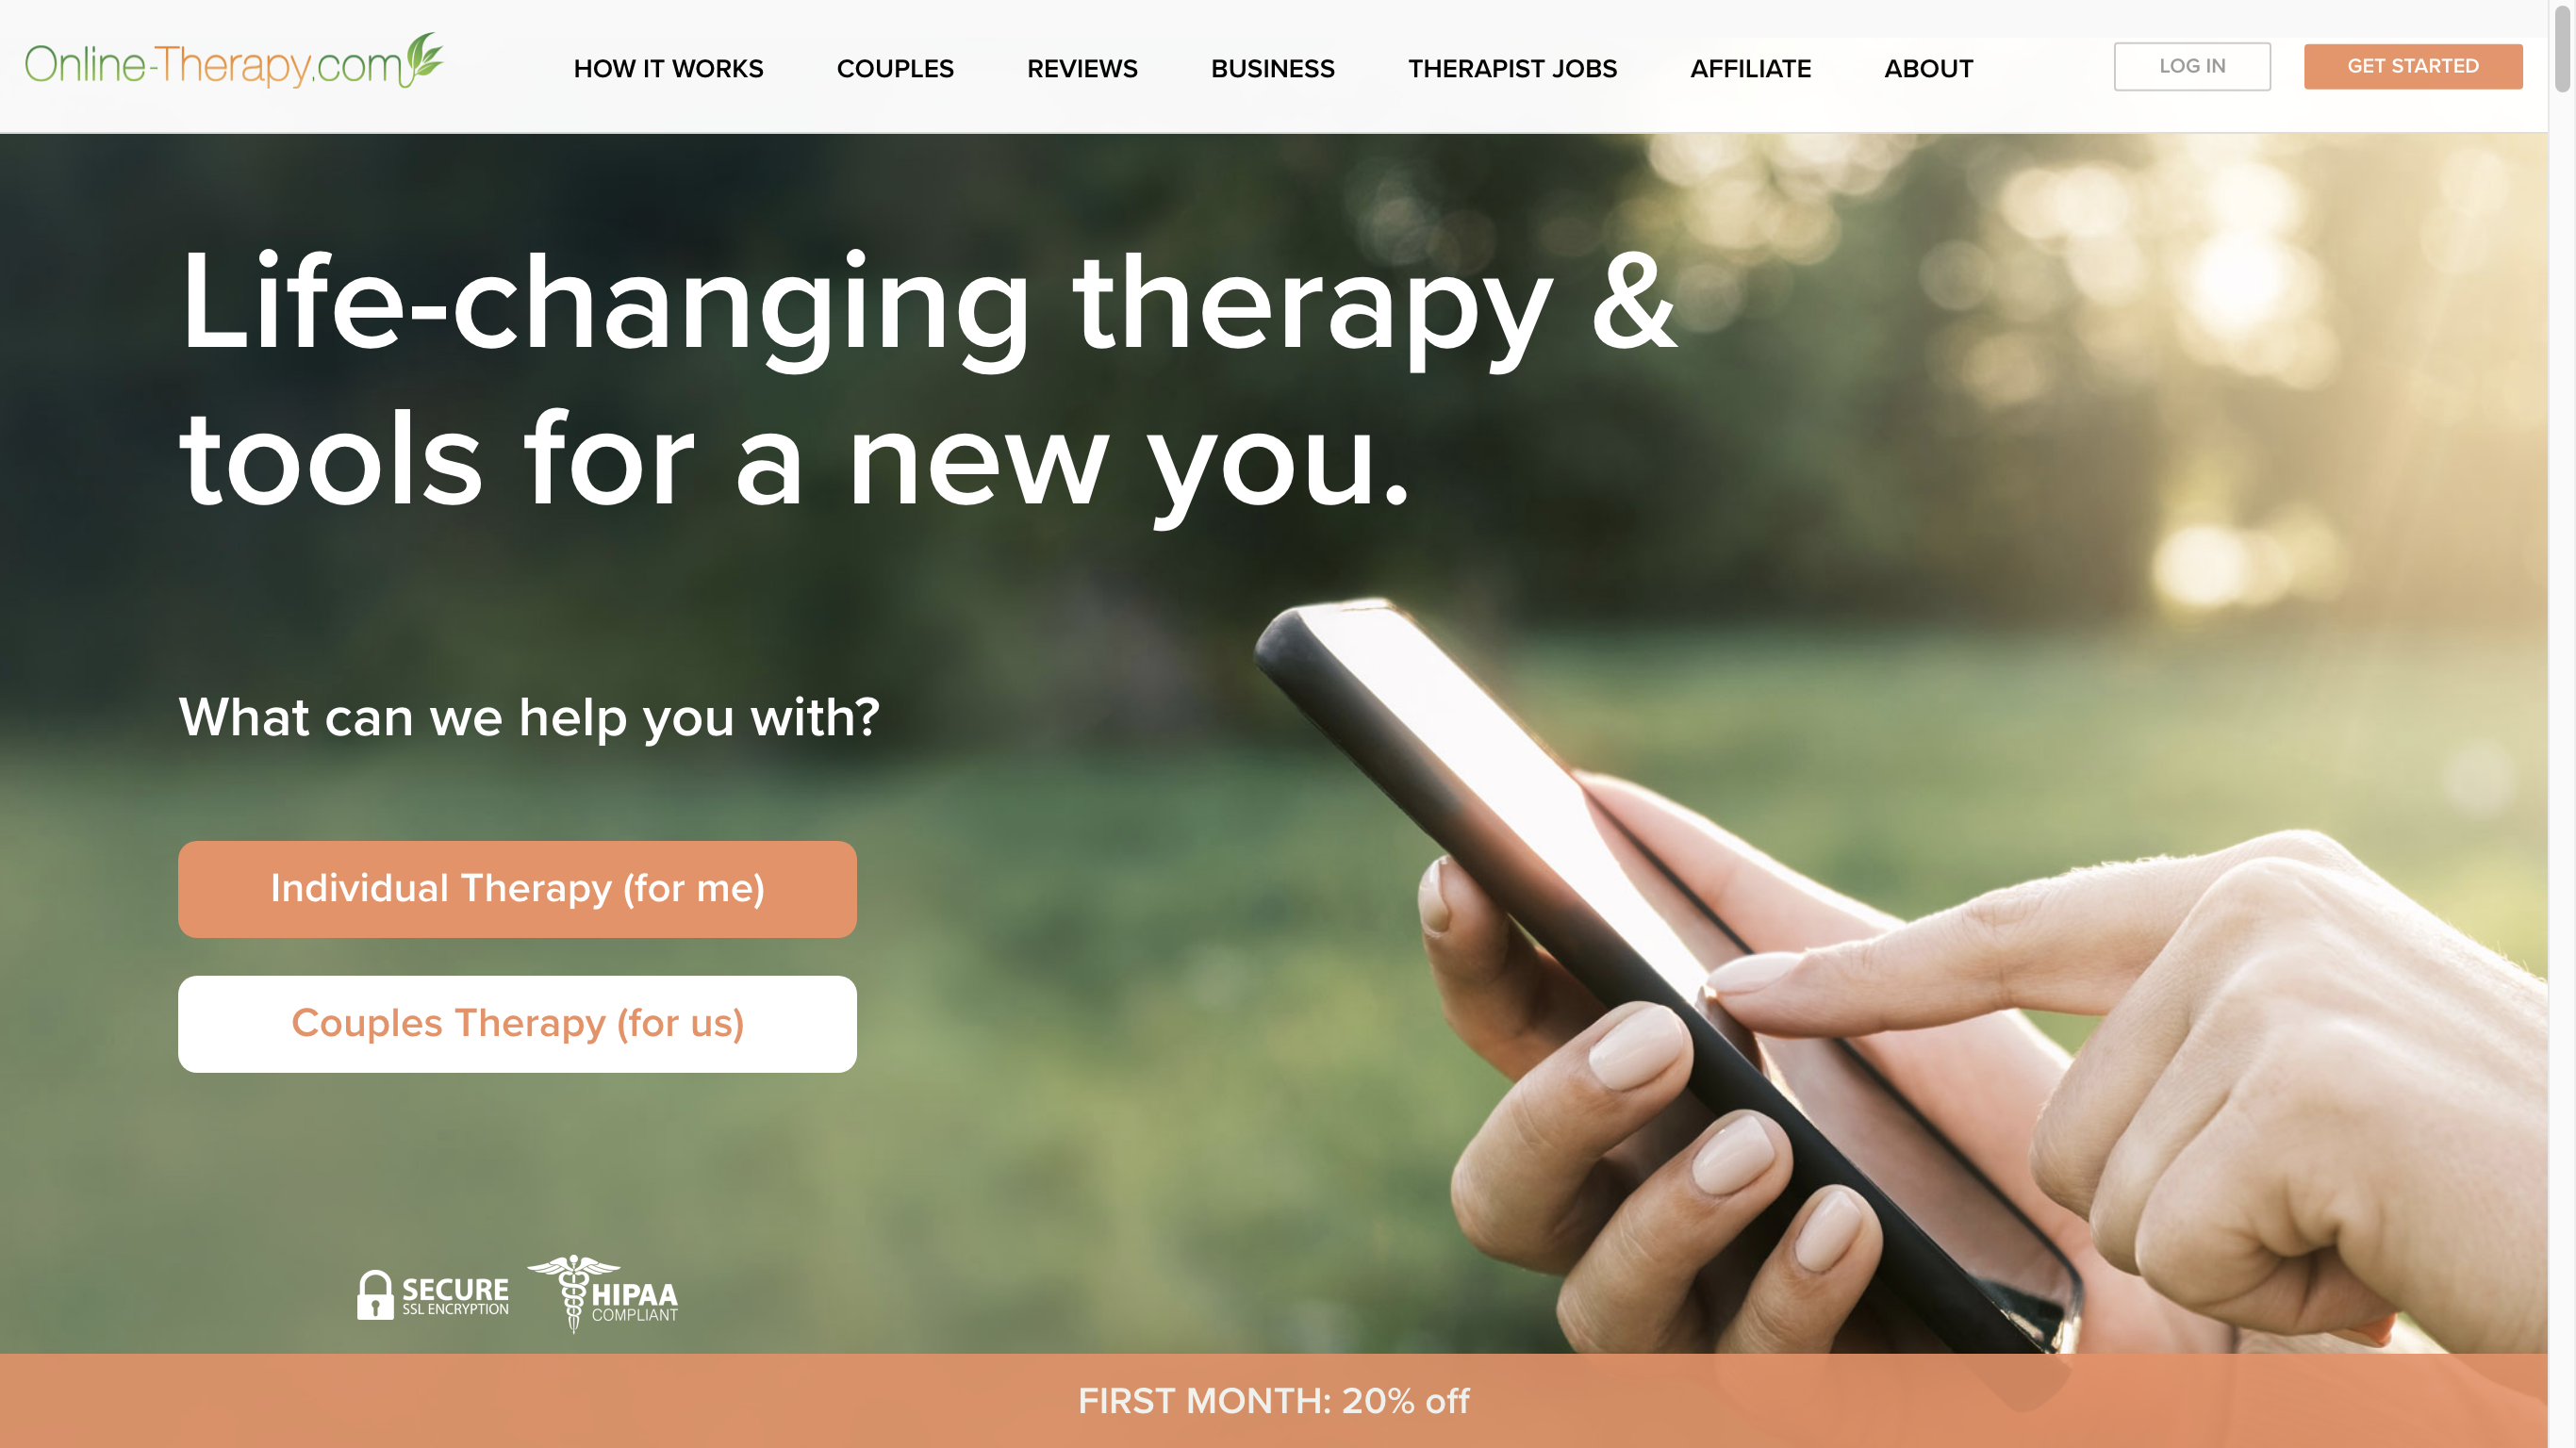 Online-Therapy.com
HOW IT WORKS
COUPLES
REVIEWS
BUSINESS
THERAPIST JOBS
AFFILIATE
ABOUT
LOG IN
GET STARTED
Life-changing therapy &
tools for a new you.
What can we help you with?
Individual Therapy (for me)
Couples Therapy (for us)
SECURE
SSL ENCRYPTION
HIPAA
COMPLIANT
FIRST MONTH: 20% off